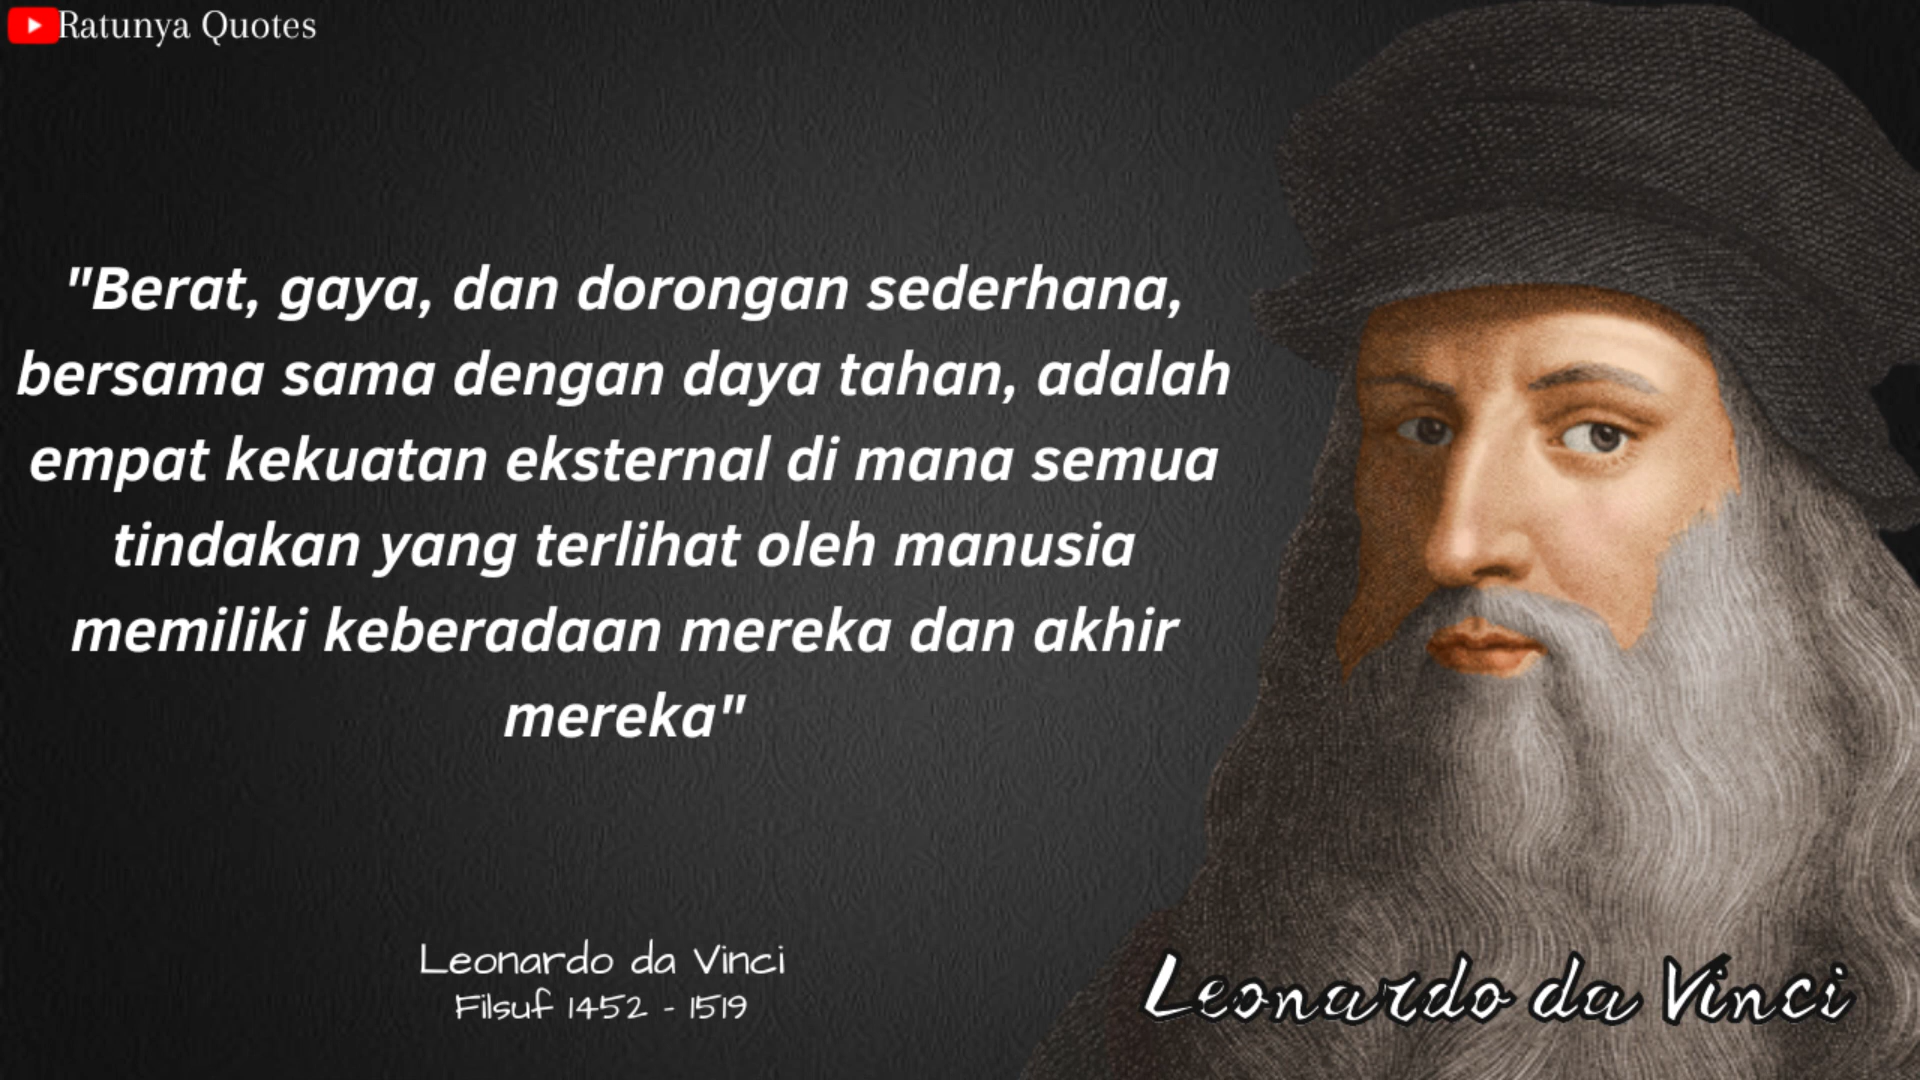 Ratunya Quotes
"Berat, gaya, dan dorongan sederhana,
bersama sama dengan daya tahan, adalah
empat kekuatan eksternal di mana semua
tindakan yang terlihat oleh manusia
memiliki keberadaan mereka dan akhir
mereka"
Leonardo da Vinci
Filsuf 1452 - 1519
Leonardo da Vinci